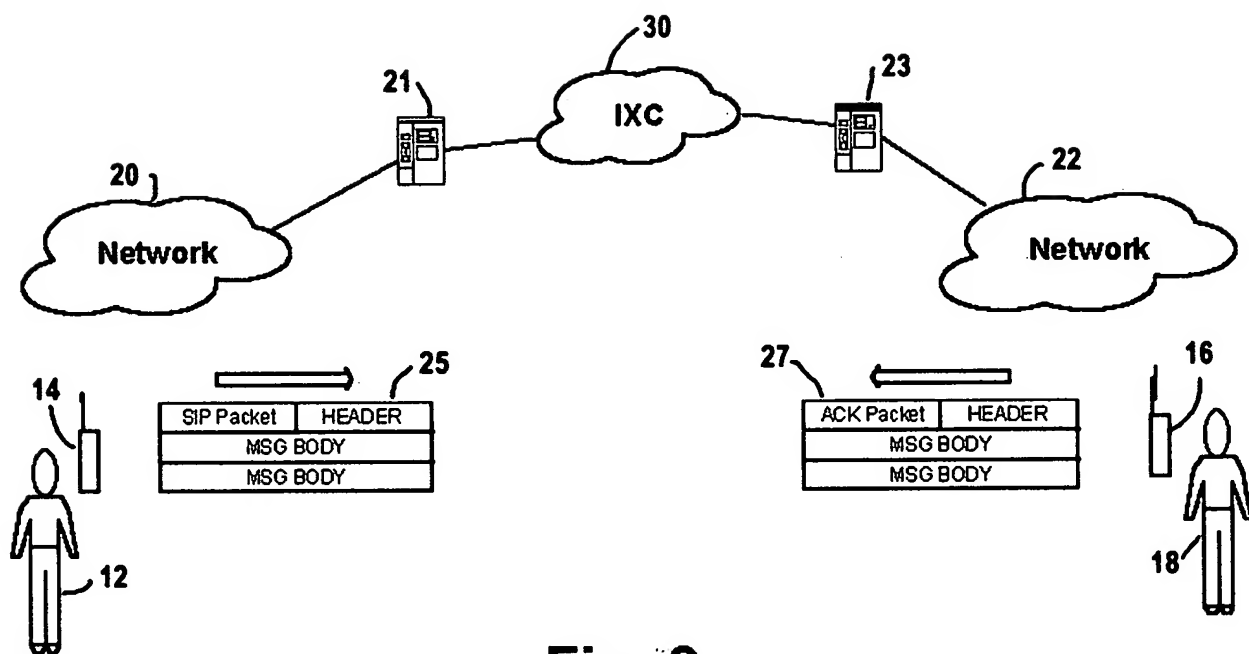 30
21
IXC
23
20
Network
22
Network
14
25
SIP Packet HEADER
MSG BODY
MSG BODY
27
ACK Packet HEADER
MSG BODY
MSG BODY
16
12
18